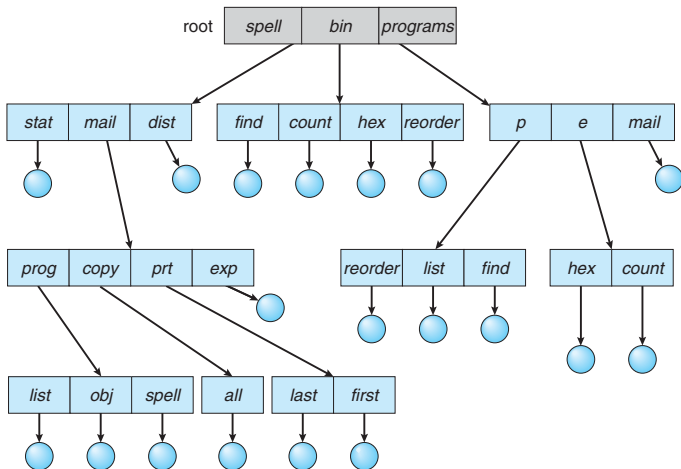 root spell bin programs
stat mail dist find count hex reorder p e mail
prog copy prt exp reorder list find hex count
list obj spell all last first